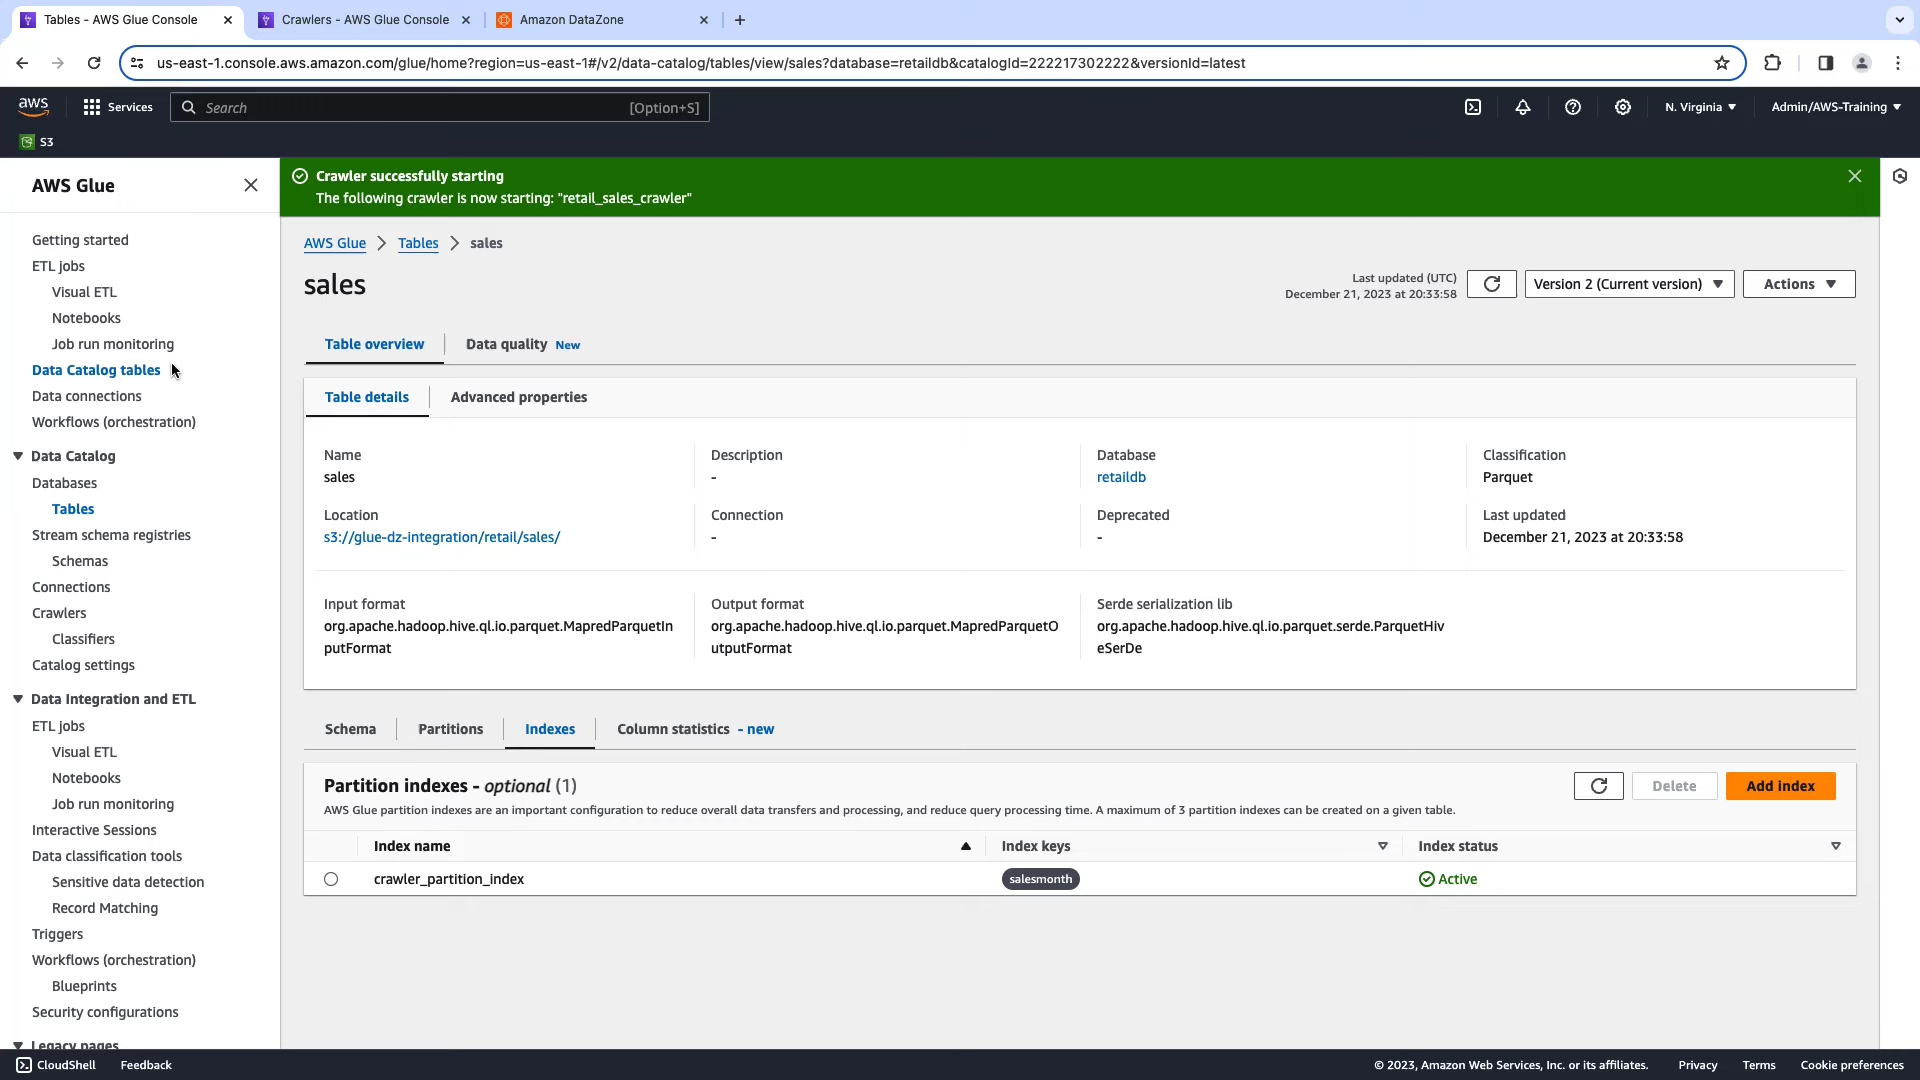 Tables - AWS Glue Console
Crawlers - AWS Glue Console
Amazon DataZone
us-east-1.console.aws.amazon.com/glue/home?region=us-east-1#/v2/data-catalog/tables/view/sales?database=retaildb&catalogId=222217302222&versionId=latest
aws
Services
Search
[Option+S]
N. Virginia
Admin/AWS-Training
S3
AWS Glue
Getting started
ETL jobs
Visual ETL
Notebooks
Job run monitoring
Data Catalog tables
Data connections
Workflows (orchestration)
Data Catalog
Databases
Tables
Stream schema registries
Schemas
Connections
Crawlers
Classifiers
Catalog settings
Data Integration and ETL
ETL jobs
Visual ETL
Notebooks
Job run monitoring
Interactive Sessions
Data classification tools
Sensitive data detection
Record Matching
Triggers
Workflows (orchestration)
Blueprints
Security configurations
Legacy pages
Crawler successfully starting
The following crawler is now starting: "retail_sales_crawler"
AWS Glue
Tables
sales
sales
Last updated (UTC)
December 21, 2023 at 20:33:58
Version 2 (Current version)
Actions
Table overview
Data quality New
Table details
Advanced properties
Name
sales
Description
-
Database
retaildb
Classification
Parquet
Location
s3://glue-dz-integration/retail/sales/
Connection
-
Deprecated
-
Last updated
December 21, 2023 at 20:33:58
Input format
org.apache.hadoop.hive.ql.io.parquet.MapredParquetIn
putFormat
Output format
org.apache.hadoop.hive.ql.io.parquet.MapredParquetO
utputFormat
Serde serialization lib
org.apache.hadoop.hive.ql.io.parquet.serde.ParquetHiv
eSerDe
Schema
Partitions
Indexes
Column statistics - new
Partition indexes - optional (1)
AWS Glue partition indexes are an important configuration to reduce overall data transfers and processing, and reduce query processing time. A maximum of 3 partition indexes can be created on a given table.
Delete
Add index
Index name
Index keys
Index status
crawler_partition_index
salesmonth
Active
CloudShell
Feedback
© 2023, Amazon Web Services, Inc. or its affiliates.
Privacy
Terms
Cookie preferences